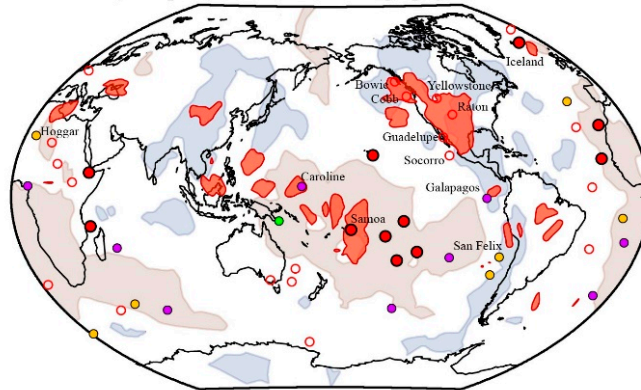 Iceland
Bowie
Yellowstone
Cobb
Raton
Hoggar
Guadelupe
Socorro
Caroline
Galapagos
Samoa
San Felix